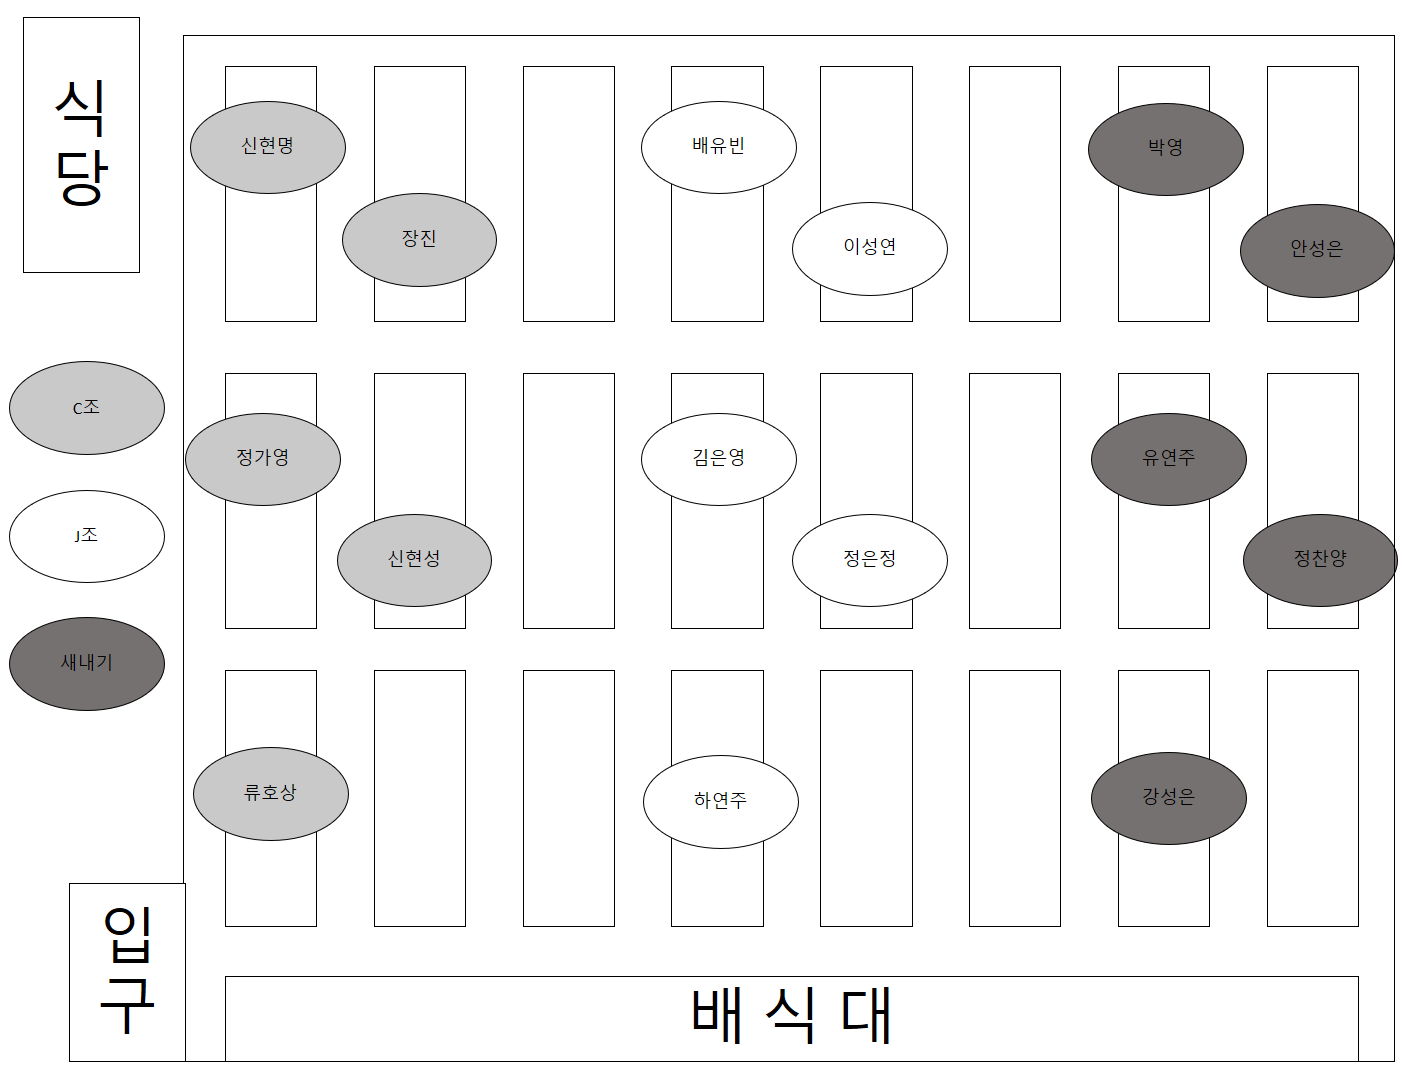 식
당
신현명
배유빈
박영
장진
이성연
안성은
C조
정가영
김은영
유연주
J조
신현성
정은정
정찬양
새내기
류호상
하연주
강성은
입
구
배 식 대